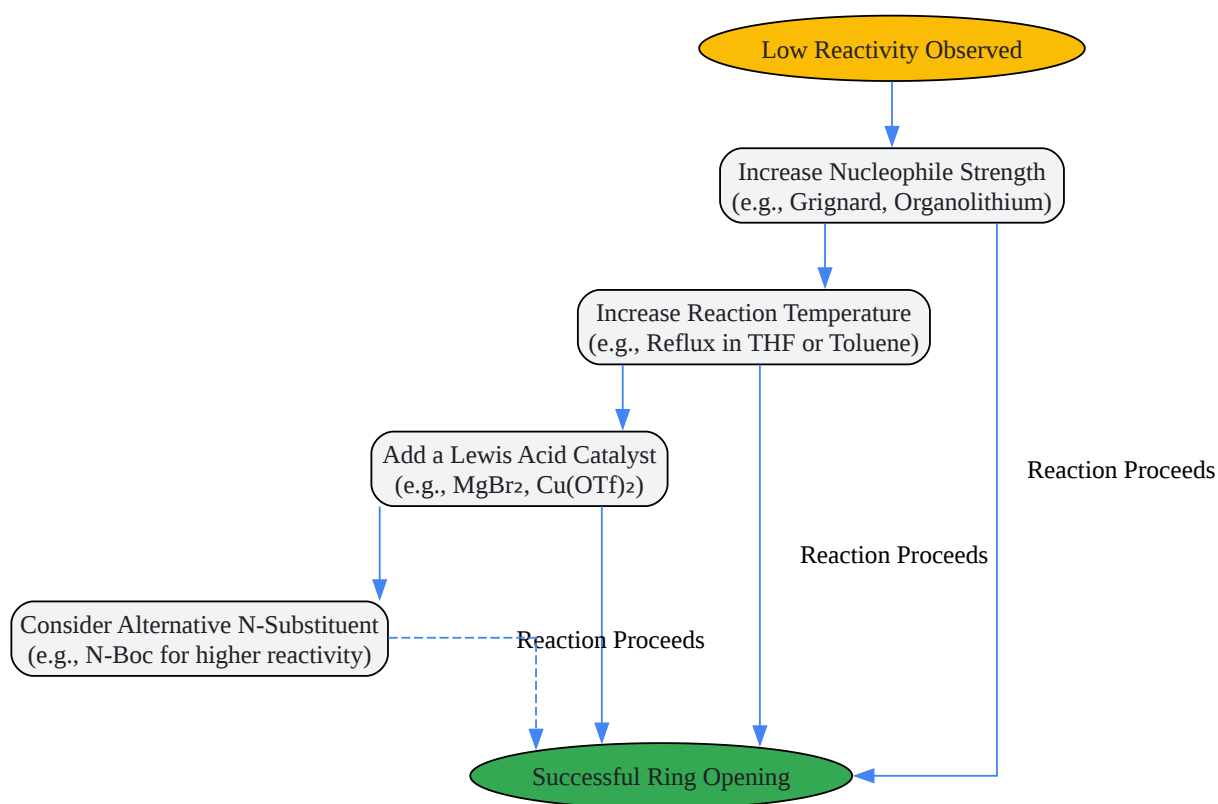 Low Reactivity Observed
Increase Nucleophile Strength
(e.g., Grignard, Organolithium)
Increase Reaction Temperature
(e.g., Reflux in THF or Toluene)
Add a Lewis Acid Catalyst
(e.g., MgBr₂, Cu(OTf)₂)
Reaction Proceeds
Reaction Proceeds
Consider Alternative N-Substituent
(e.g., N-Boc for higher reactivity)
Reaction Proceeds
Successful Ring Opening